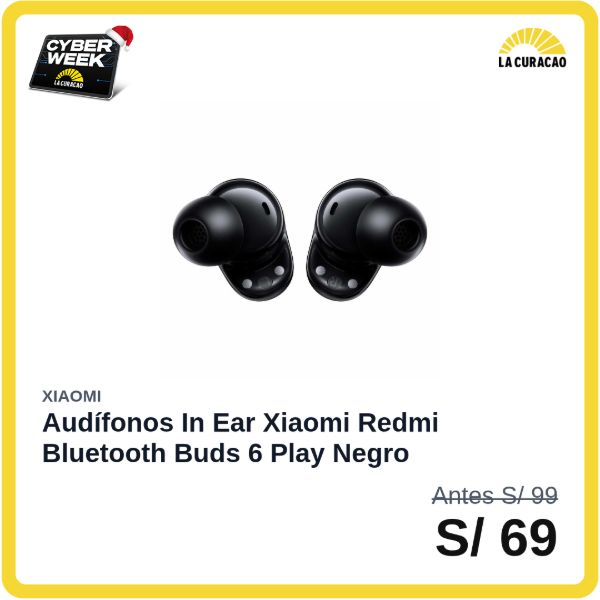 CYBER
WEEK
LA CURACAO
LA CURACAO
XIAOMI
Audífonos In Ear Xiaomi Redmi
Bluetooth Buds 6 Play Negro
Antes S/ 99
S/ 69